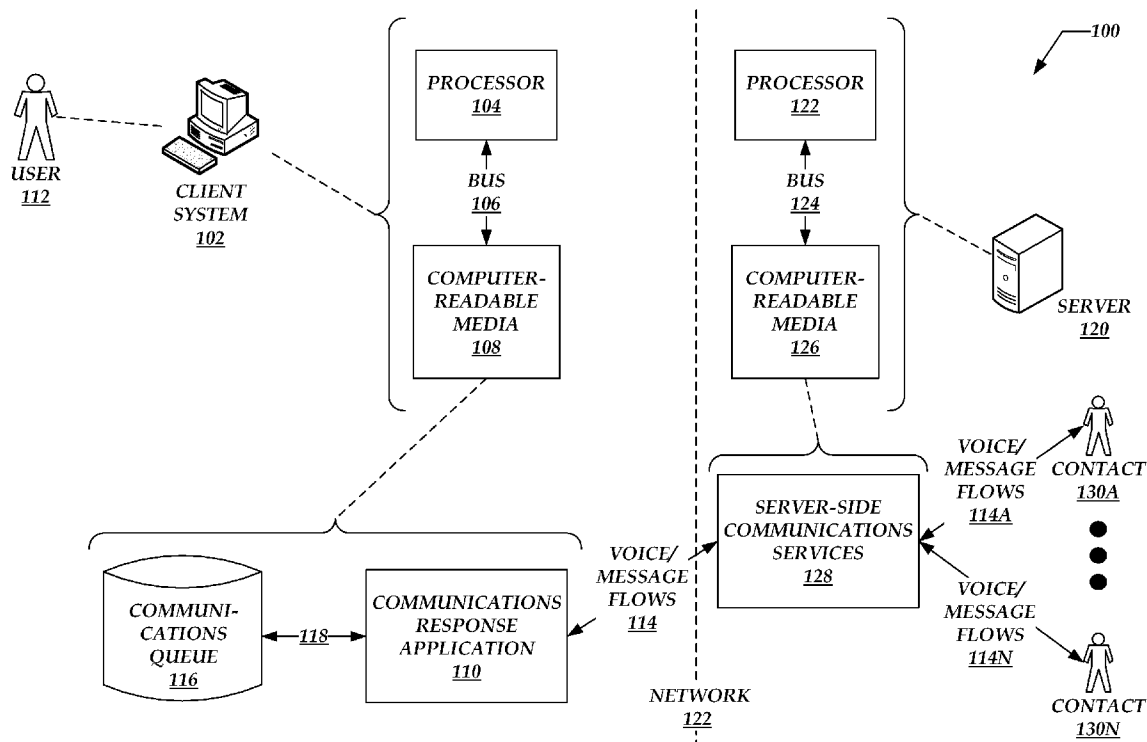 100
USER
112
CLIENT
SYSTEM
102
PROCESSOR
104
BUS
106
COMPUTER-
READABLE
MEDIA
108
PROCESSOR
122
BUS
124
COMPUTER-
READABLE
MEDIA
126
SERVER
120
COMMUNI-
CATIONS
QUEUE
116
118
COMMUNICATIONS
RESPONSE
APPLICATION
110
VOICE/
MESSAGE
FLOWS
114
SERVER-SIDE
COMMUNICATIONS
SERVICES
128
VOICE/
MESSAGE
FLOWS
114A
CONTACT
130A
VOICE/
MESSAGE
FLOWS
114N
CONTACT
130N
NETWORK
122